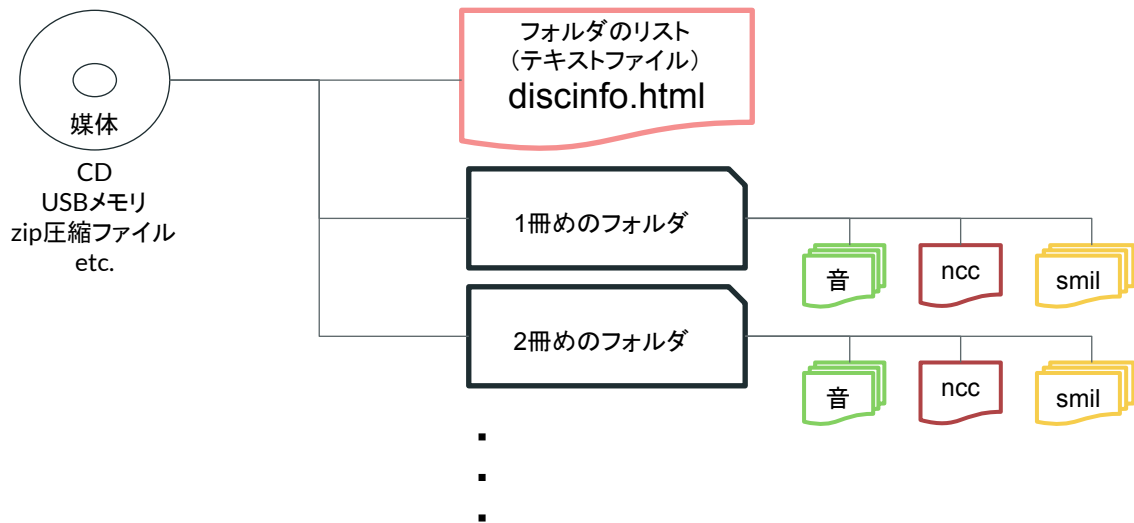 媒体
CD
USBメモリ
zip圧縮ファイル
etc.
フォルダのリスト
（テキストファイル）
discinfo.html
1冊めのフォルダ
音
ncc
smil
2冊めのフォルダ
音
ncc
smil